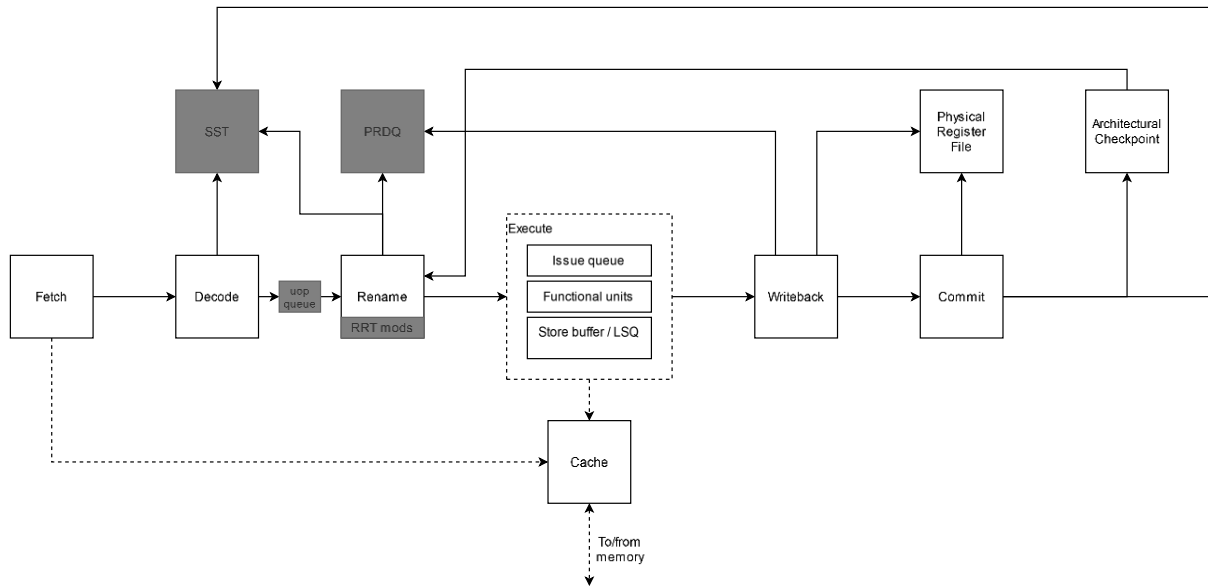 SST
PRDQ
Physical
Register
File
Architectural
Checkpoint
Execute
Issue queue
Functional units
Store buffer / LSQ
Fetch
Decode
uop
queue
Rename
RRT mods
Writeback
Commit
Cache
To/from
memory